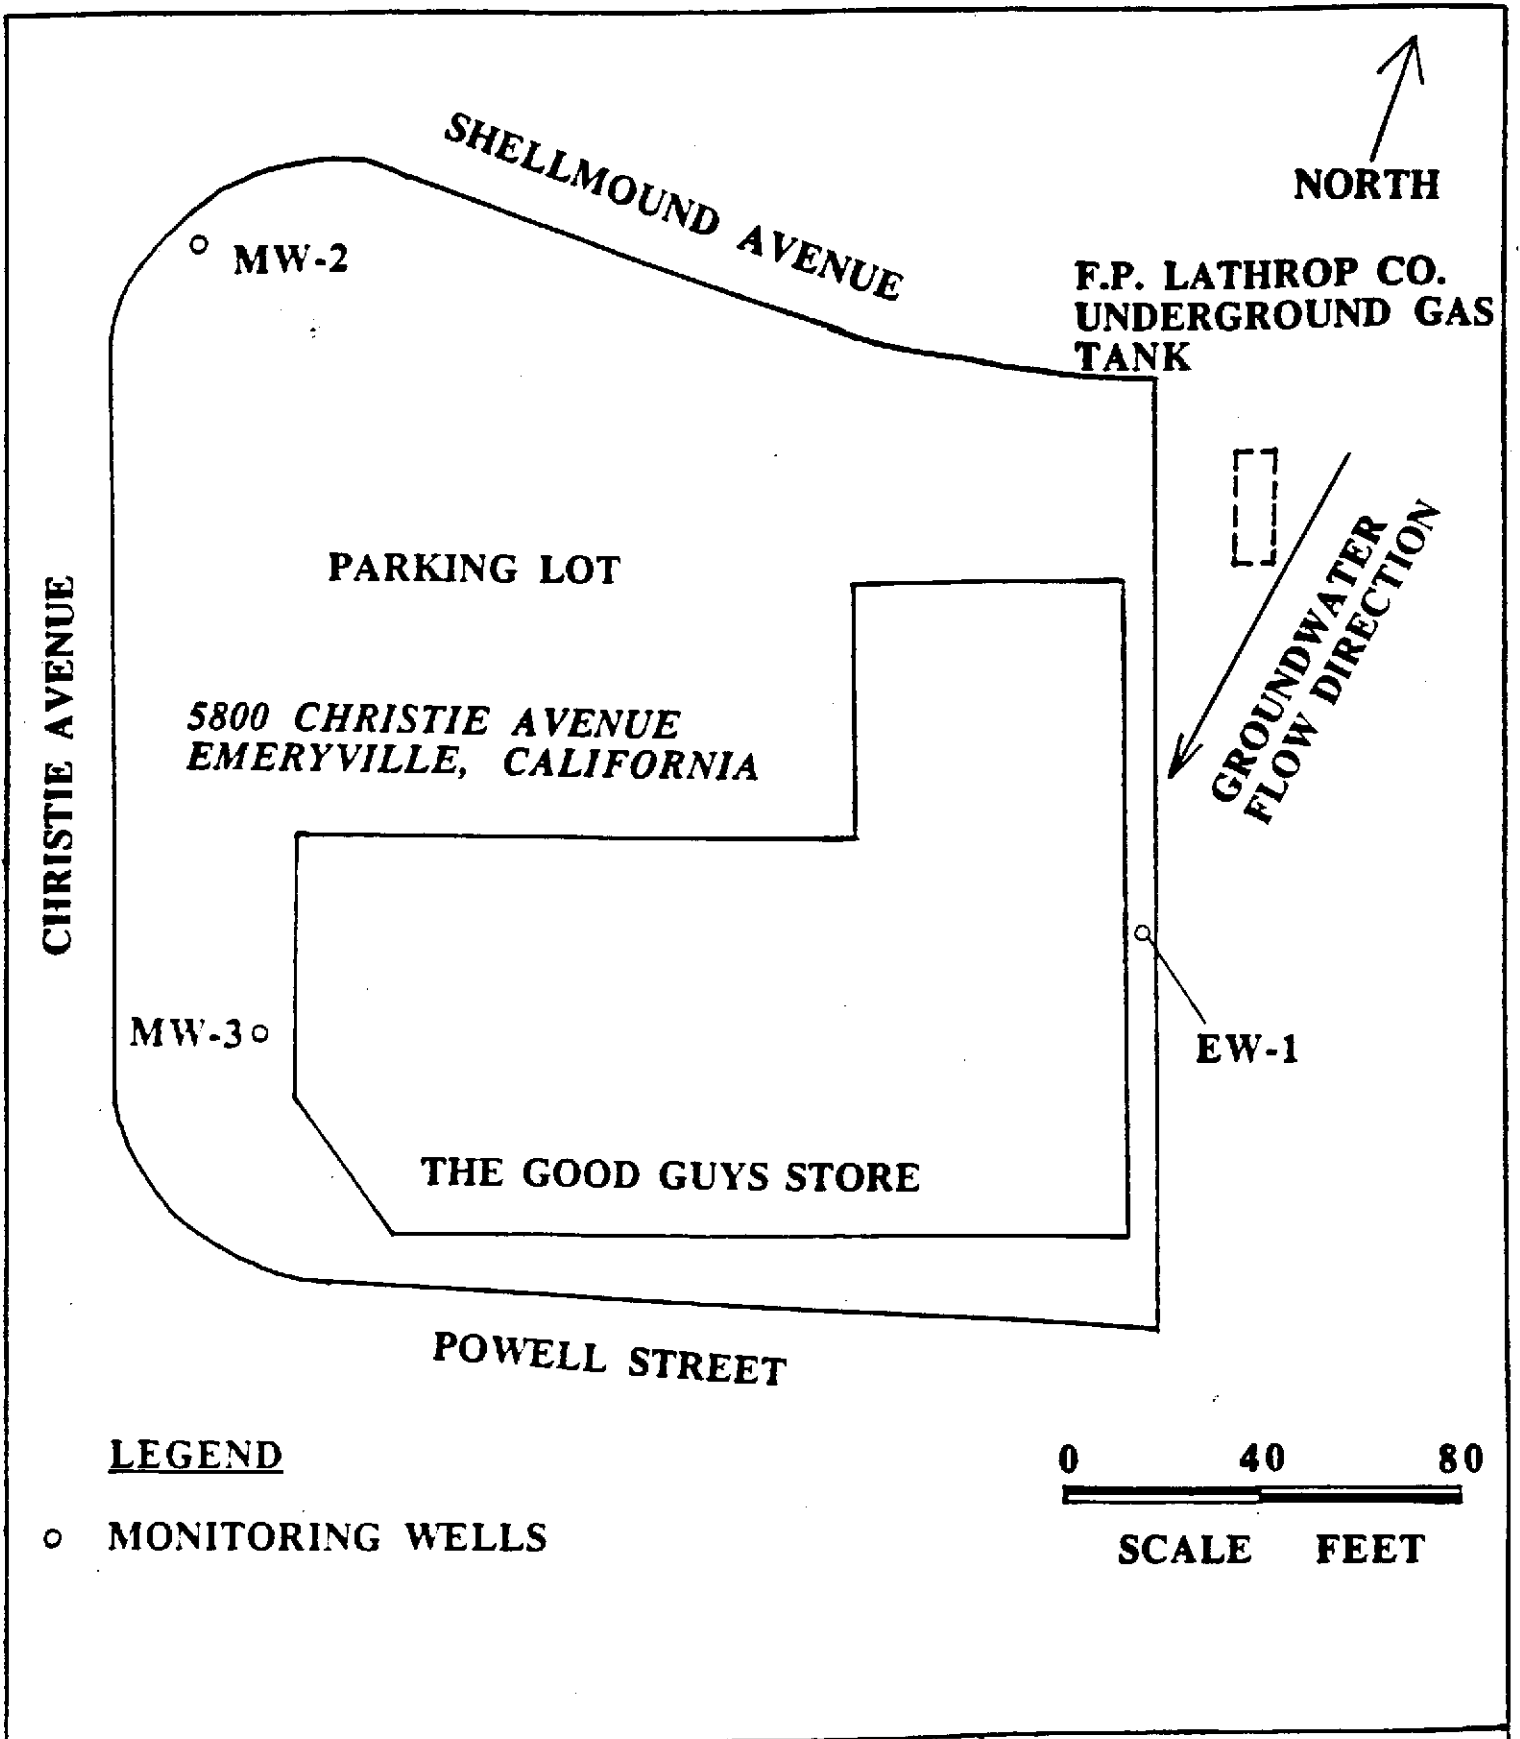 SHELLMOUND AVENUE
NORTH
MW-2
F.P. LATHROP CO.
UNDERGROUND GAS
TANK
PARKING LOT
GROUNDWATER
FLOW DIRECTION
CHRISTIE AVENUE
5800 CHRISTIE AVENUE
EMERYVILLE, CALIFORNIA
MW-3
EW-1
THE GOOD GUYS STORE
POWELL STREET
LEGEND
MONITORING WELLS
0 40 80
SCALE FEET